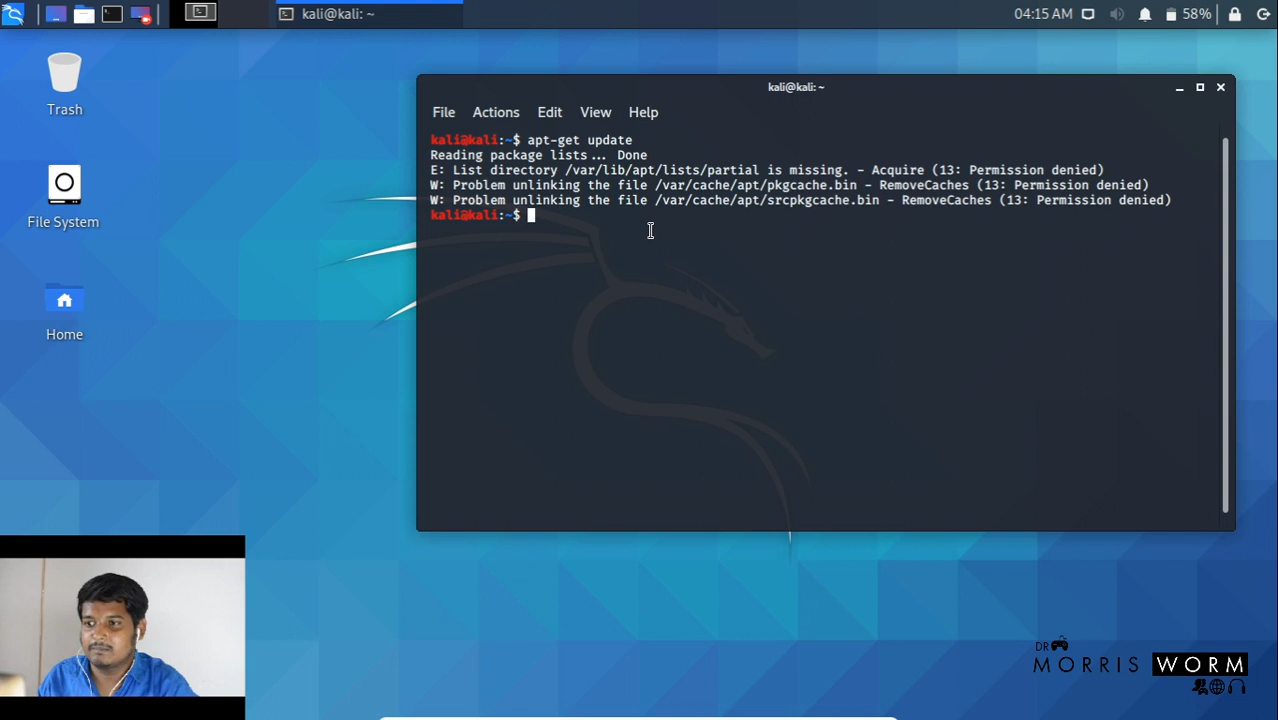 kali@kali: ~
04:15 AM
58%
Trash
File System
Home
kali@kali: ~
File Actions Edit View Help
kali@kali:~$ apt-get update
Reading package lists... Done
E: List directory /var/lib/apt/lists/partial is missing. - Acquire (13: Permission denied)
W: Problem unlinking the file /var/cache/apt/pkgcache.bin - RemoveCaches (13: Permission denied)
W: Problem unlinking the file /var/cache/apt/srcpkgcache.bin - RemoveCaches (13: Permission denied)
kali@kali:~$
DR
MORRIS WORM